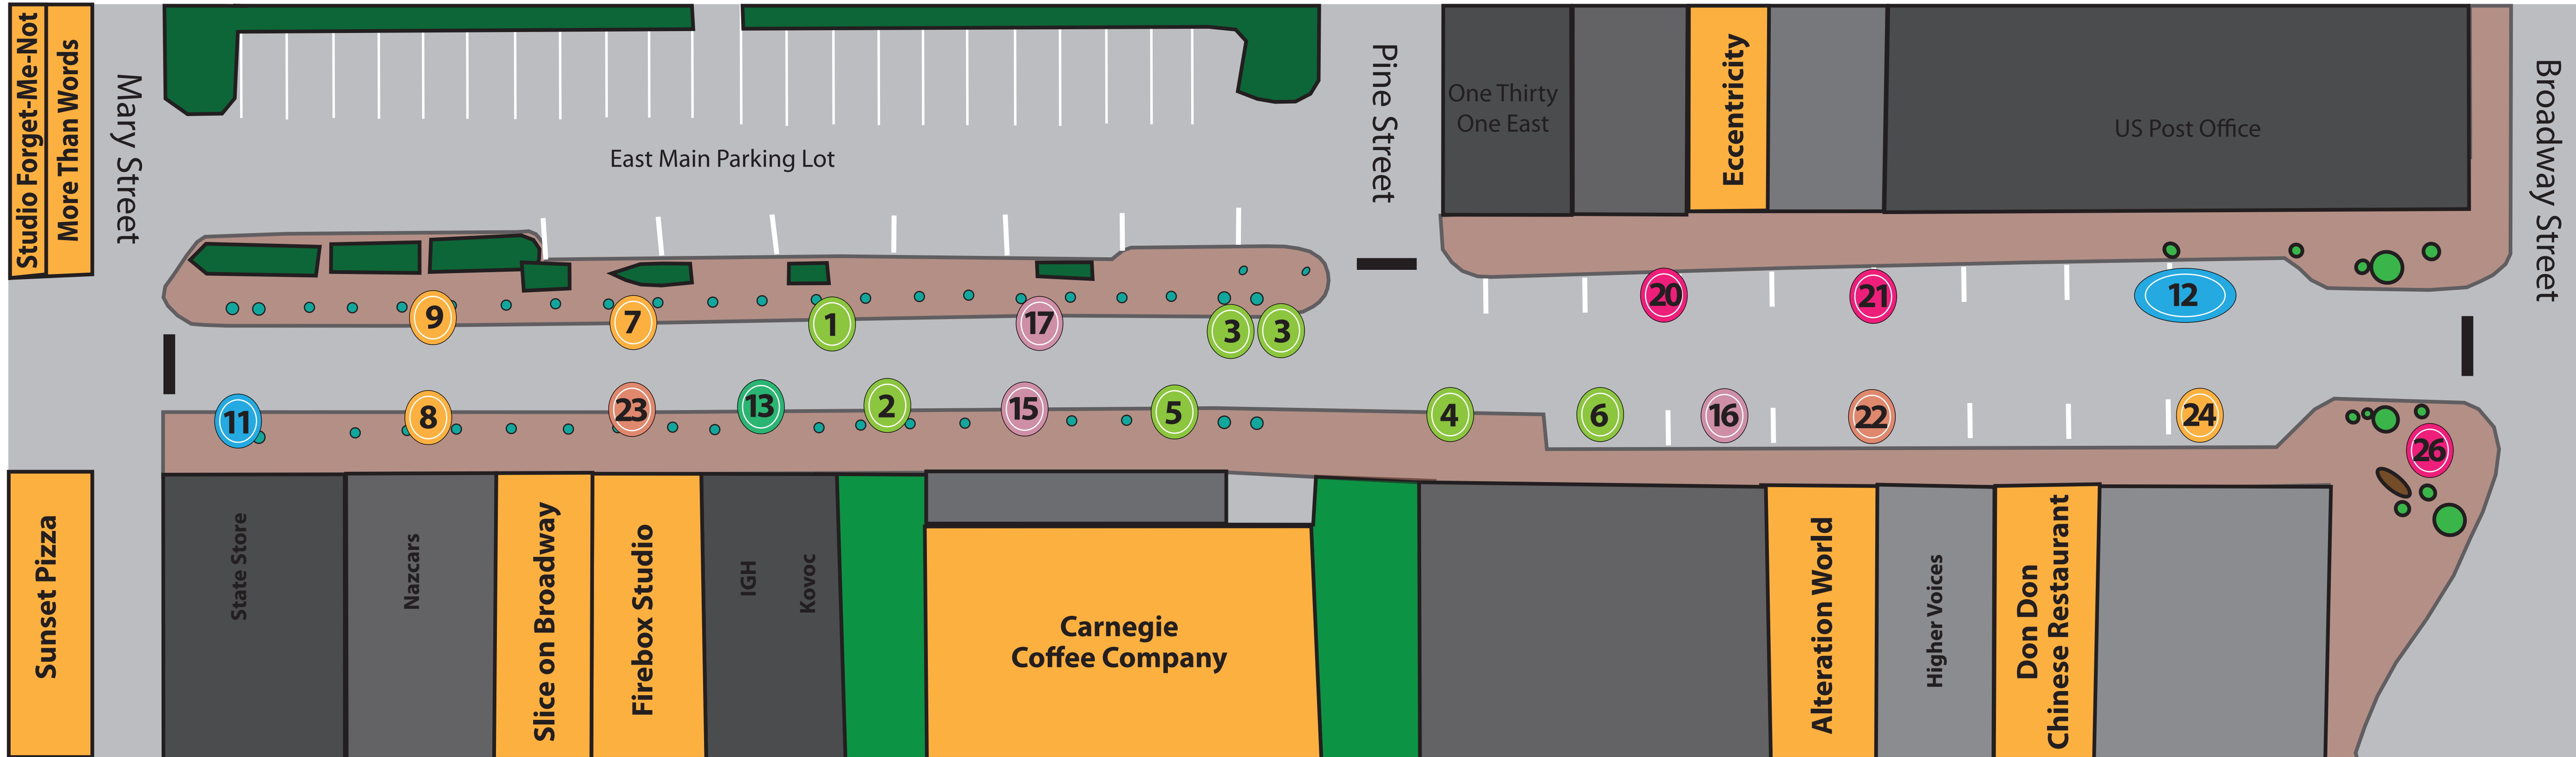 Studio Forget-Me-Not
More Than Words
Mary Street
East Main Parking Lot
Pine Street
One Thirty
One East
Eccentricity
US Post Office
Broadway Street
9
7
1
17
3
3
20
21
12
11
8
23
13
2
15
5
4
6
16
22
24
26
Sunset Pizza
State Store
Nazcars
Slice on Broadway
Firebox Studio
IGH
Kovoc
Carnegie
Coffee Company
Alteration World
Higher Voices
Don Don
Chinese Restaurant